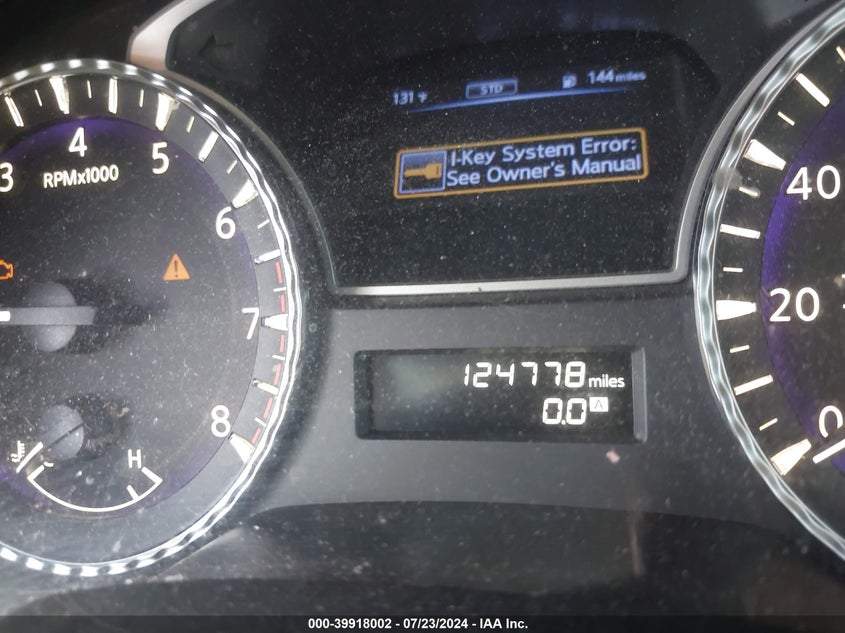 131 °F STD 144 miles
I-Key System Error:
See Owner's Manual
3 4 5 6 7 8
RPMx1000
H
124778 miles
0.0 A
40
20
0
000-39918002 - 07/23/2024 - IAA Inc.